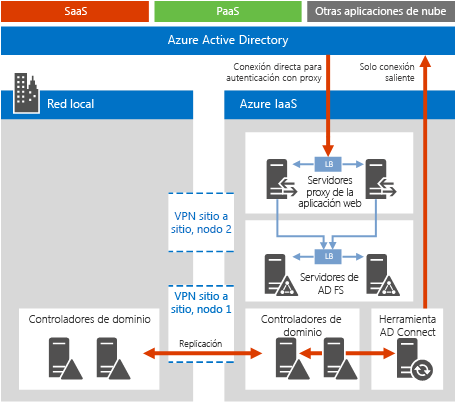 SaaS
PaaS
Otras aplicaciones de nube
Azure Active Directory
Conexión directa para
autenticación con proxy
Solo conexión
saliente
Red local
Azure IaaS
LB
Servidores
proxy de la
aplicación web
VPN sitio a
sitio, nodo 2
LB
Servidores de
AD FS
VPN sitio a
sitio, nodo 1
Controladores de dominio
Replicación
Controladores de
dominio
Herramienta
AD Connect